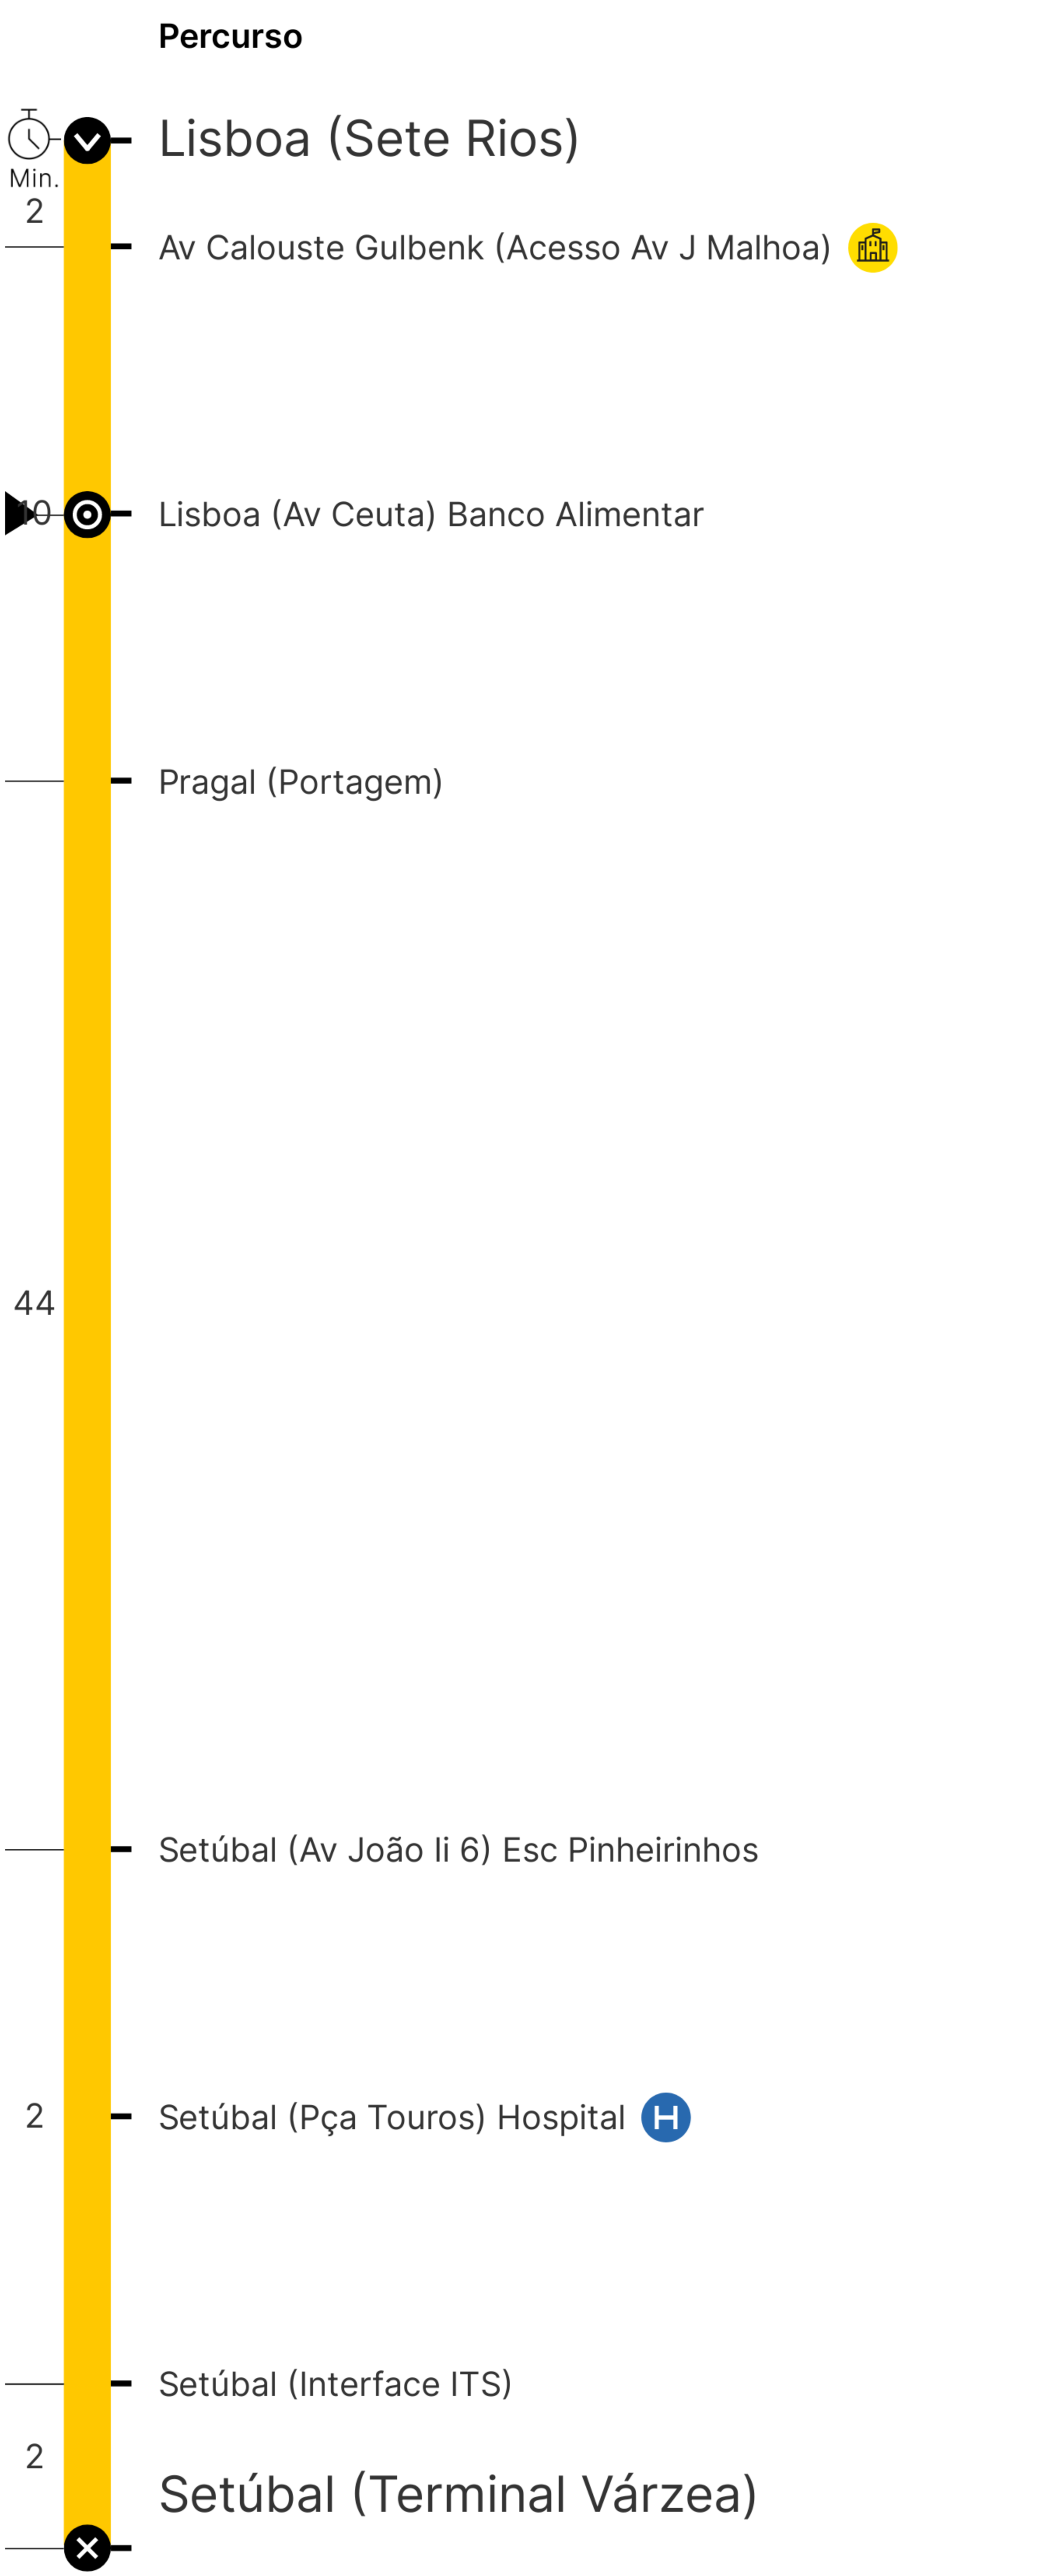 Percurso
Lisboa (Sete Rios)
Min.
2
Av Calouste Gulbenk (Acesso Av J Malhoa)
10
Lisboa (Av Ceuta) Banco Alimentar
Pragal (Portagem)
44
Setúbal (Av João Ii 6) Esc Pinheirinhos
2
Setúbal (Pça Touros) Hospital H
Setúbal (Interface ITS)
2
Setúbal (Terminal Várzea)